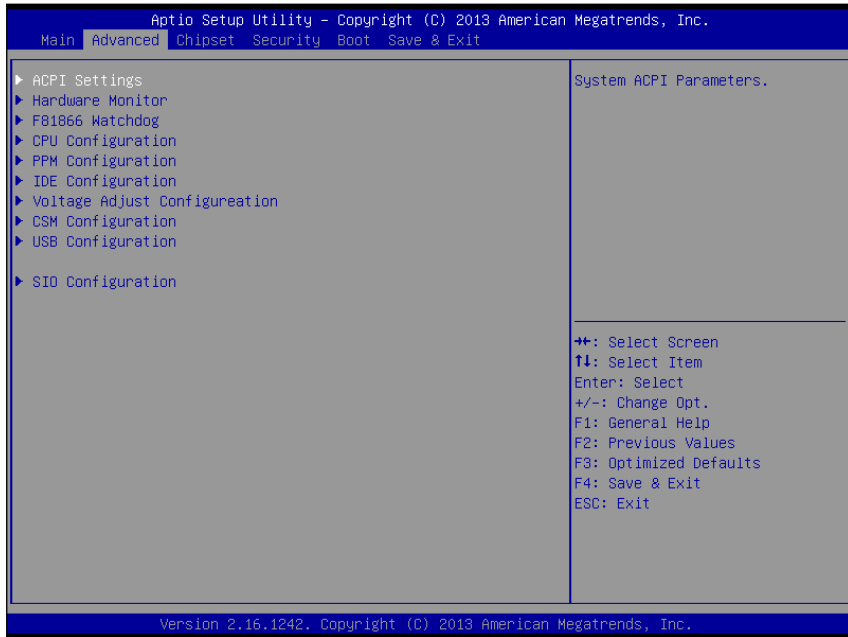 Aptio Setup Utility – Copyright (C) 2013 American Megatrends, Inc.
Main Advanced Chipset Security Boot Save & Exit
▶ ACPI Settings
▶ Hardware Monitor
▶ F81866 Watchdog
▶ CPU Configuration
▶ PPM Configuration
▶ IDE Configuration
▶ Voltage Adjust Configureation
▶ CSM Configuration
▶ USB Configuration
▶ SIO Configuration
System ACPI Parameters.
→←: Select Screen
↑↓: Select Item
Enter: Select
+/-: Change Opt.
F1: General Help
F2: Previous Values
F3: Optimized Defaults
F4: Save & Exit
ESC: Exit
Version 2.16.1242. Copyright (C) 2013 American Megatrends, Inc.